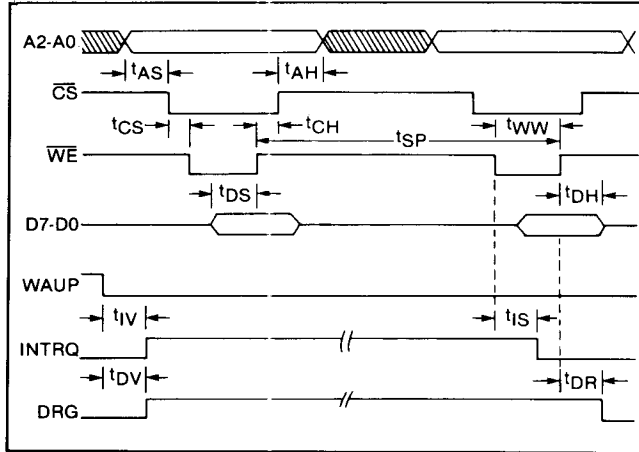 A2-A0
tAS
tAH
CS
tCS
tCH
tSP
tWW
WE
tDS
tDH
D7-D0
WAUP
tIV
tIS
INTRQ
tDV
tDR
DRG